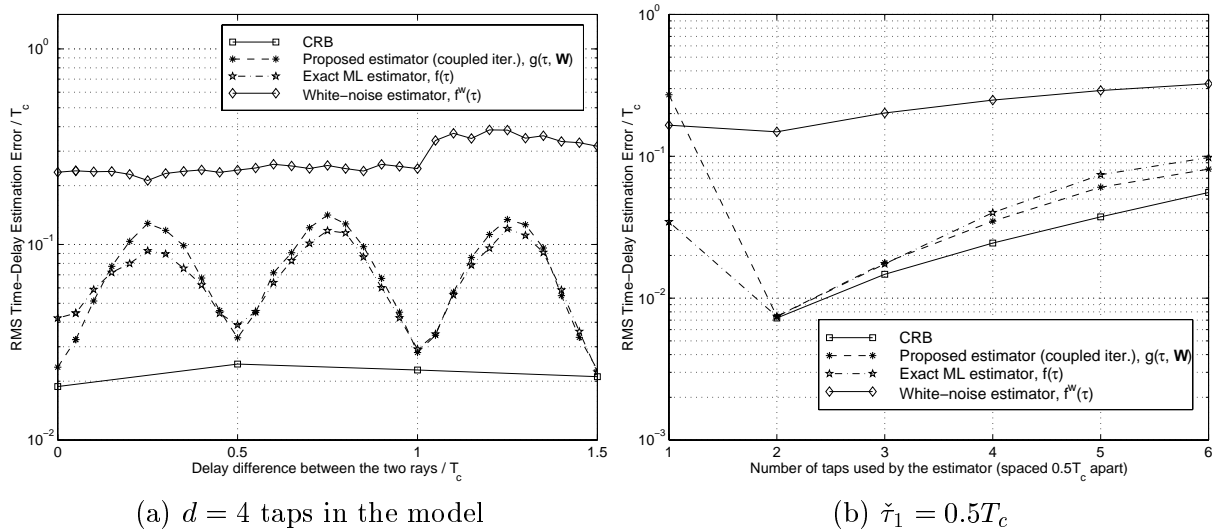 10^0
10^-1
10^-2
RMS Time-Delay Estimation Error / T_c
CRB
Proposed estimator (coupled iter.), g(τ, W)
Exact ML estimator, f(τ)
White-noise estimator, f^w(τ)
0 0.5 1 1.5
Delay difference between the two rays / T_c
(a) d = 4 taps in the model
10^0
10^-1
10^-2
10^-3
RMS Time-Delay Estimation Error / T_c
CRB
Proposed estimator (coupled iter.), g(τ, W)
Exact ML estimator, f(τ)
White-noise estimator, f^w(τ)
1 2 3 4 5 6
Number of taps used by the estimator (spaced 0.5T_c apart)
(b) τ̌_1 = 0.5T_c